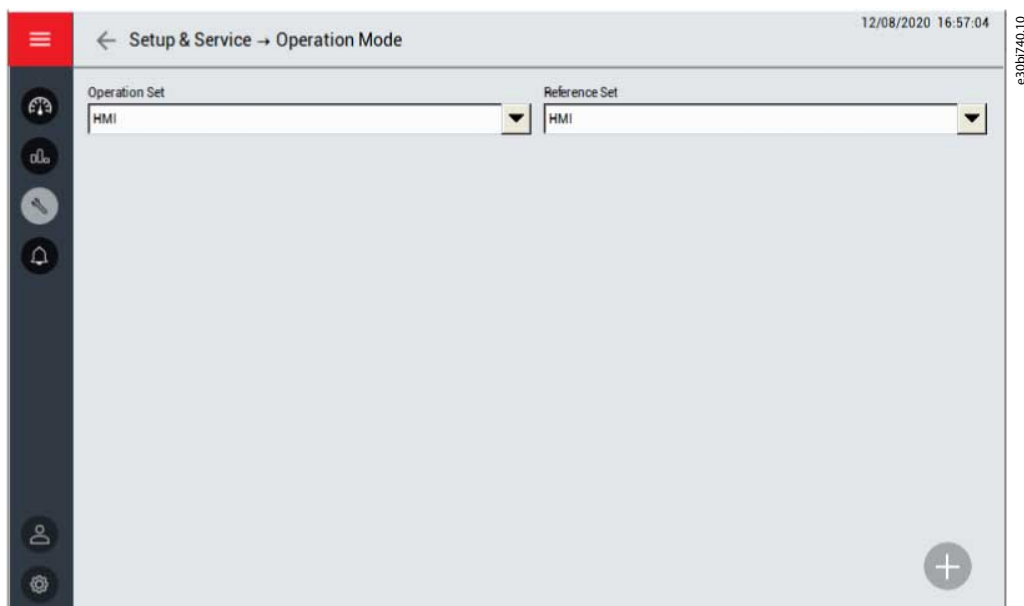 12/08/2020 16:57:04
Setup & Service → Operation Mode
Operation Set
Reference Set
HMI
HMI
e30bi740.10